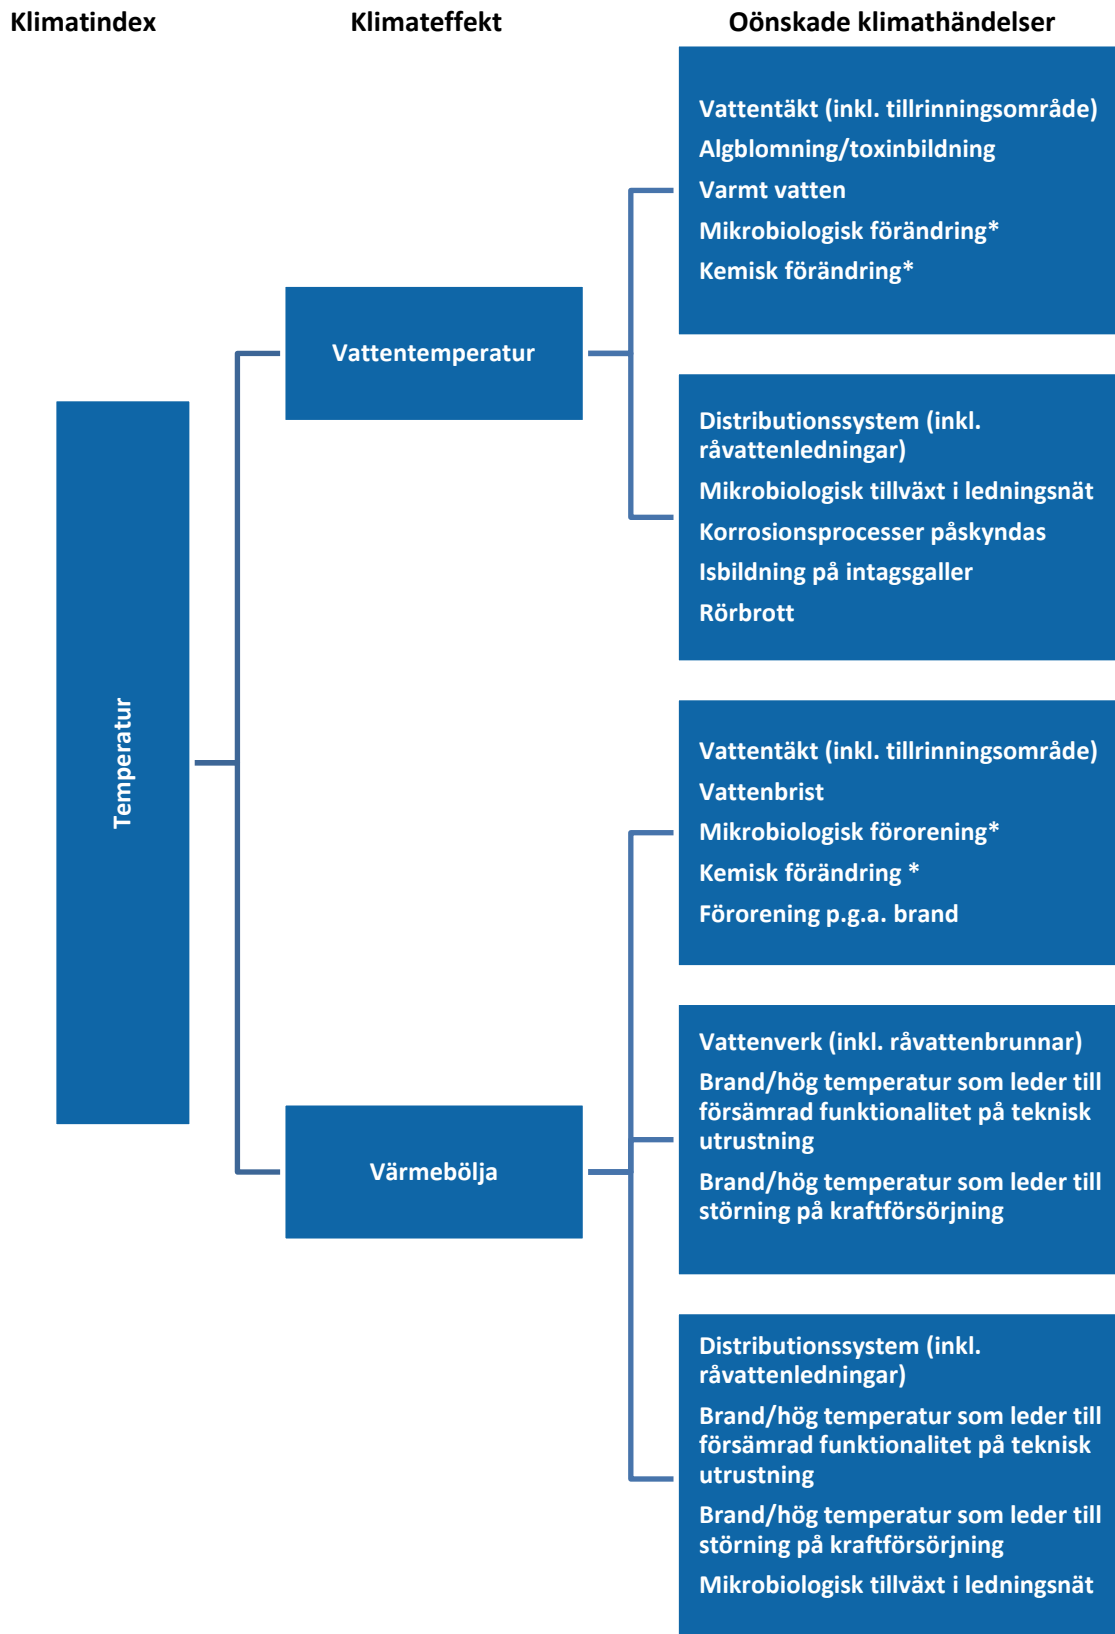 Klimatindex
Klimateffekt
Oönskade klimathändelser
Temperatur
Vattentemperatur
Vattentäkt (inkl. tillrinningsområde)
Algblomning/toxinbildning
Varmt vatten
Mikrobiologisk förändring*
Kemisk förändring*
Distributionssystem (inkl.
råvattenledningar)
Mikrobiologisk tillväxt i ledningsnät
Korrosionsprocesser påskyndas
Isbildning på intagsgaller
Rörbrott
Värmebölja
Vattentäkt (inkl. tillrinningsområde)
Vattenbrist
Mikrobiologisk förorening*
Kemisk förändring *
Förorening p.g.a. brand
Vattenverk (inkl. råvattenbrunnar)
Brand/hög temperatur som leder till
försämrad funktionalitet på teknisk
utrustning
Brand/hög temperatur som leder till
störning på kraftförsörjning
Distributionssystem (inkl.
råvattenledningar)
Brand/hög temperatur som leder till
försämrad funktionalitet på teknisk
utrustning
Brand/hög temperatur som leder till
störning på kraftförsörjning
Mikrobiologisk tillväxt i ledningsnät